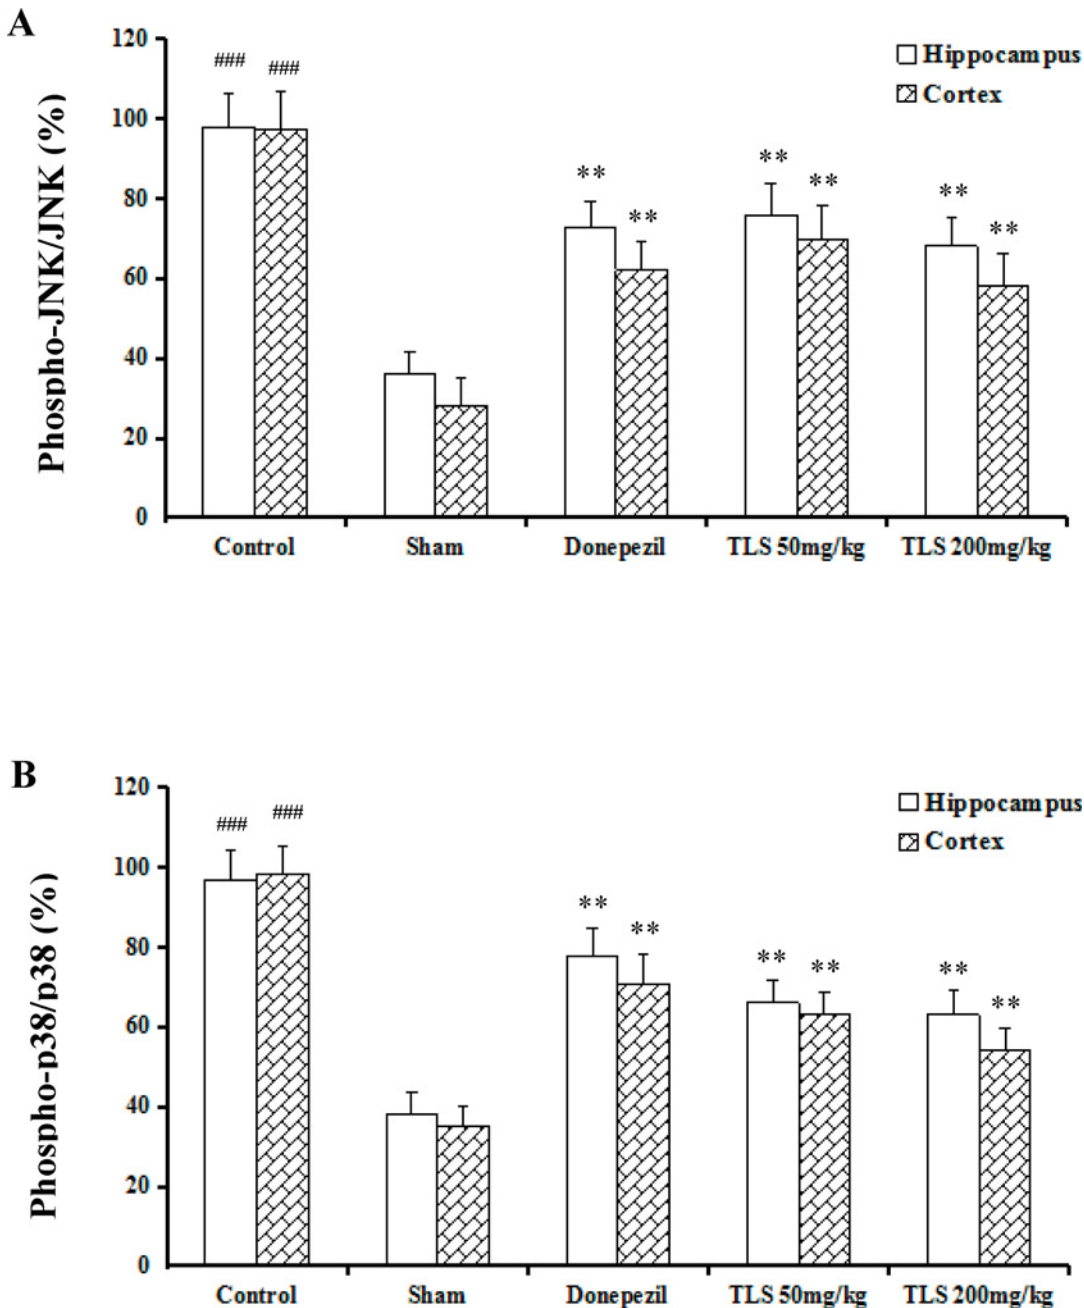 A
Phospho-JNK/JNK (%)
120
100
80
60
40
20
0
### ###
** **
** **
** **
Hippocampus
Cortex
Control Sham Donepezil TLS 50mg/kg TLS 200mg/kg
B
Phospho-p38/p38 (%)
120
100
80
60
40
20
0
### ###
** **
** **
** **
Hippocampus
Cortex
Control Sham Donepezil TLS 50mg/kg TLS 200mg/kg